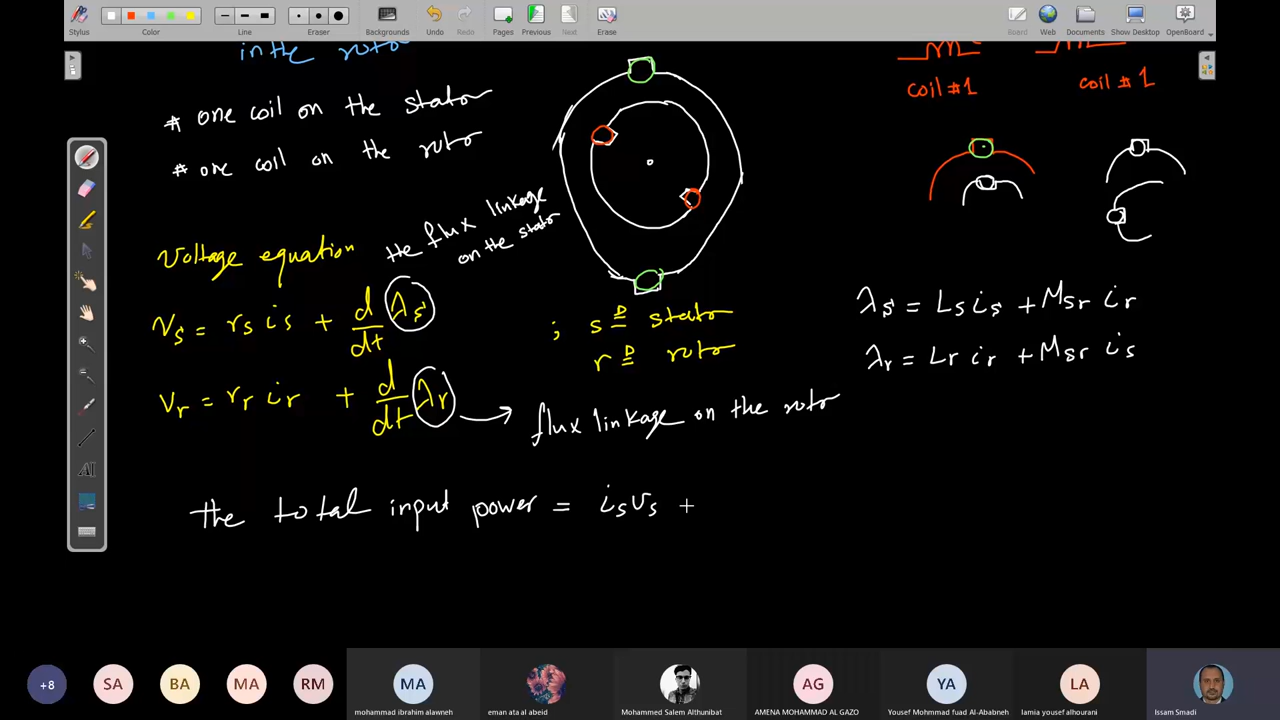 Stylus
Color
Eraser
Backgrounds
Undo
Redo
Pages
Previous
Next
Erase
Board
Web
Documents
Show Desktop
OpenBoard
in the rotor
# one coil on the stator
# one coil on the rotor
coil #1
coil #1
the flux linkage
on the stator
Voltage equation
vs = rs is + d/dt λs
; s ≜ stator
r ≜ rotor
λs = Ls is + Msr ir
λr = Lr ir + Msr is
vr = rr ir + d/dt λr
flux linkage on the rotor
the total input power = is vs +
AI
+8
SA
BA
MA
RM
MA
AG
YA
LA
mohammad ibrahim alawneh
eman ata al abeid
Mohammed Salem Althunibat
AMENA MOHAMMAD AL GAZO
Yousef Mohmmad fuad Al-Ababneh
lamia yousef alhourani
Issam Smadi